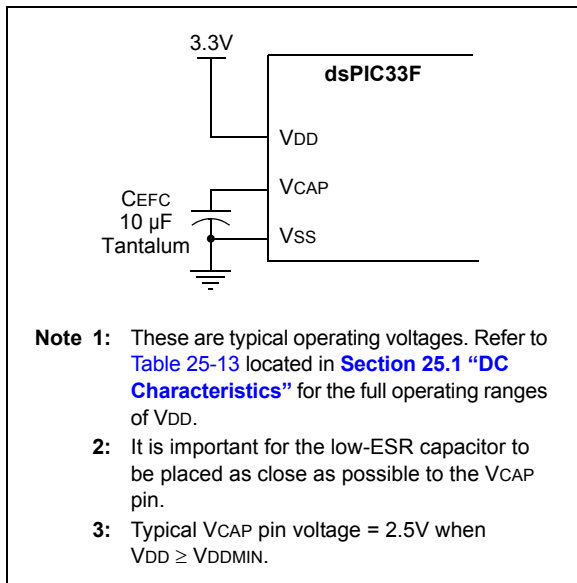 3.3V
dsPIC33F
VDD
VCAP
CEFC
10 µF
Tantalum
VSS
Note 1: These are typical operating voltages. Refer to
Table 25-13 located in Section 25.1 “DC
Characteristics” for the full operating ranges
of VDD.
2: It is important for the low-ESR capacitor to
be placed as close as possible to the VCAP
pin.
3: Typical VCAP pin voltage = 2.5V when
VDD ≥ VDDMIN.